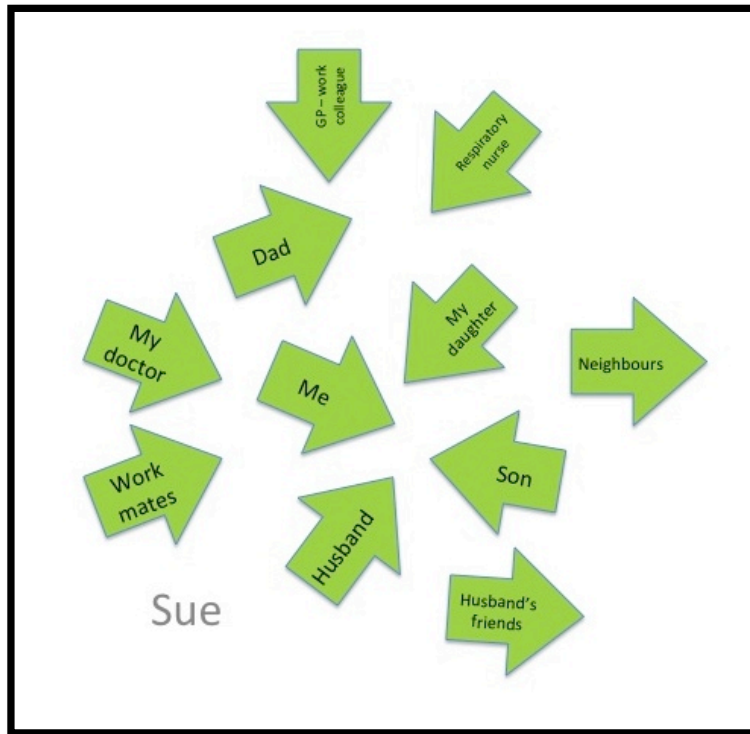 GP – work
colleague
Respiratory
nurse
Dad
My
daughter
My
doctor
Me
Neighbours
Work
mates
Son
Husband
Sue
Husband's
friends